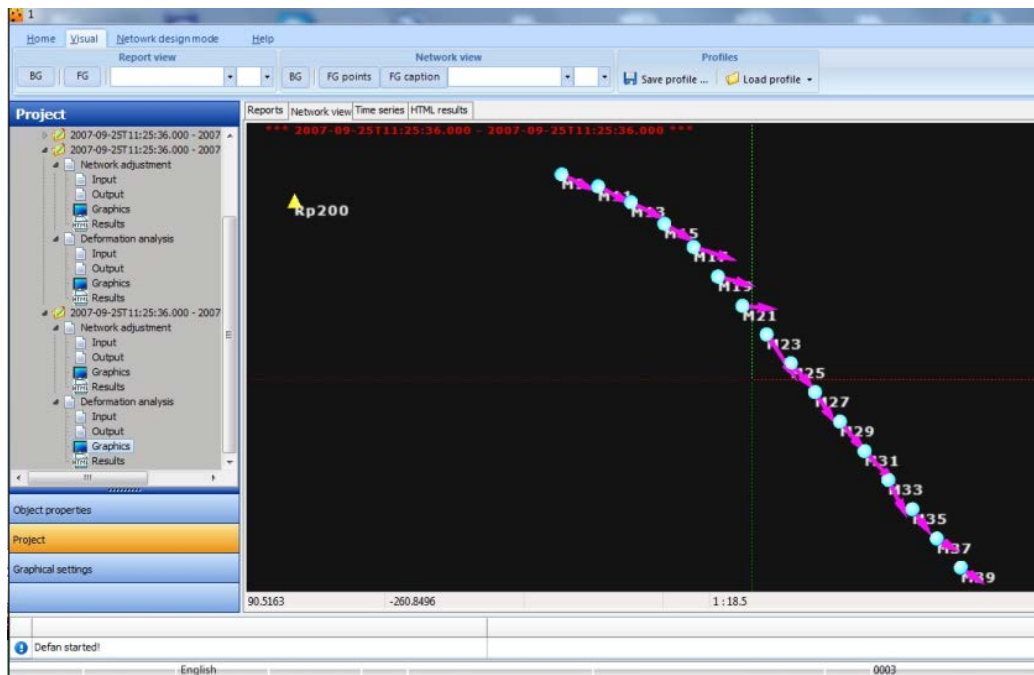 1
Home Visual Netowrk design mode Help
Report view Network view Profiles
BG FG BG FG points FG caption Save profile ... Load profile
Project
Reports Network view Time series HTML results
2007-09-25T11:25:36.000 - 2007
2007-09-25T11:25:36.000 - 2007
Network adjustment
Input
Output
Graphics
Results
Deformation analysis
Input
Output
Graphics
Results
2007-09-25T11:25:36.000 - 2007
Network adjustment
Input
Output
Graphics
Results
Deformation analysis
Input
Output
Graphics
Results
Object properties
Project
Graphical settings
*** 2007-09-25T11:25:36.000 - 2007-09-25T11:25:36.000 ***
Rp200
M11
M13
M15
M17
M19
M21
M23
M25
M27
M29
M31
M33
M35
M37
M39
90.5163 -260.8496 1 : 18.5
Defan started!
English 0003